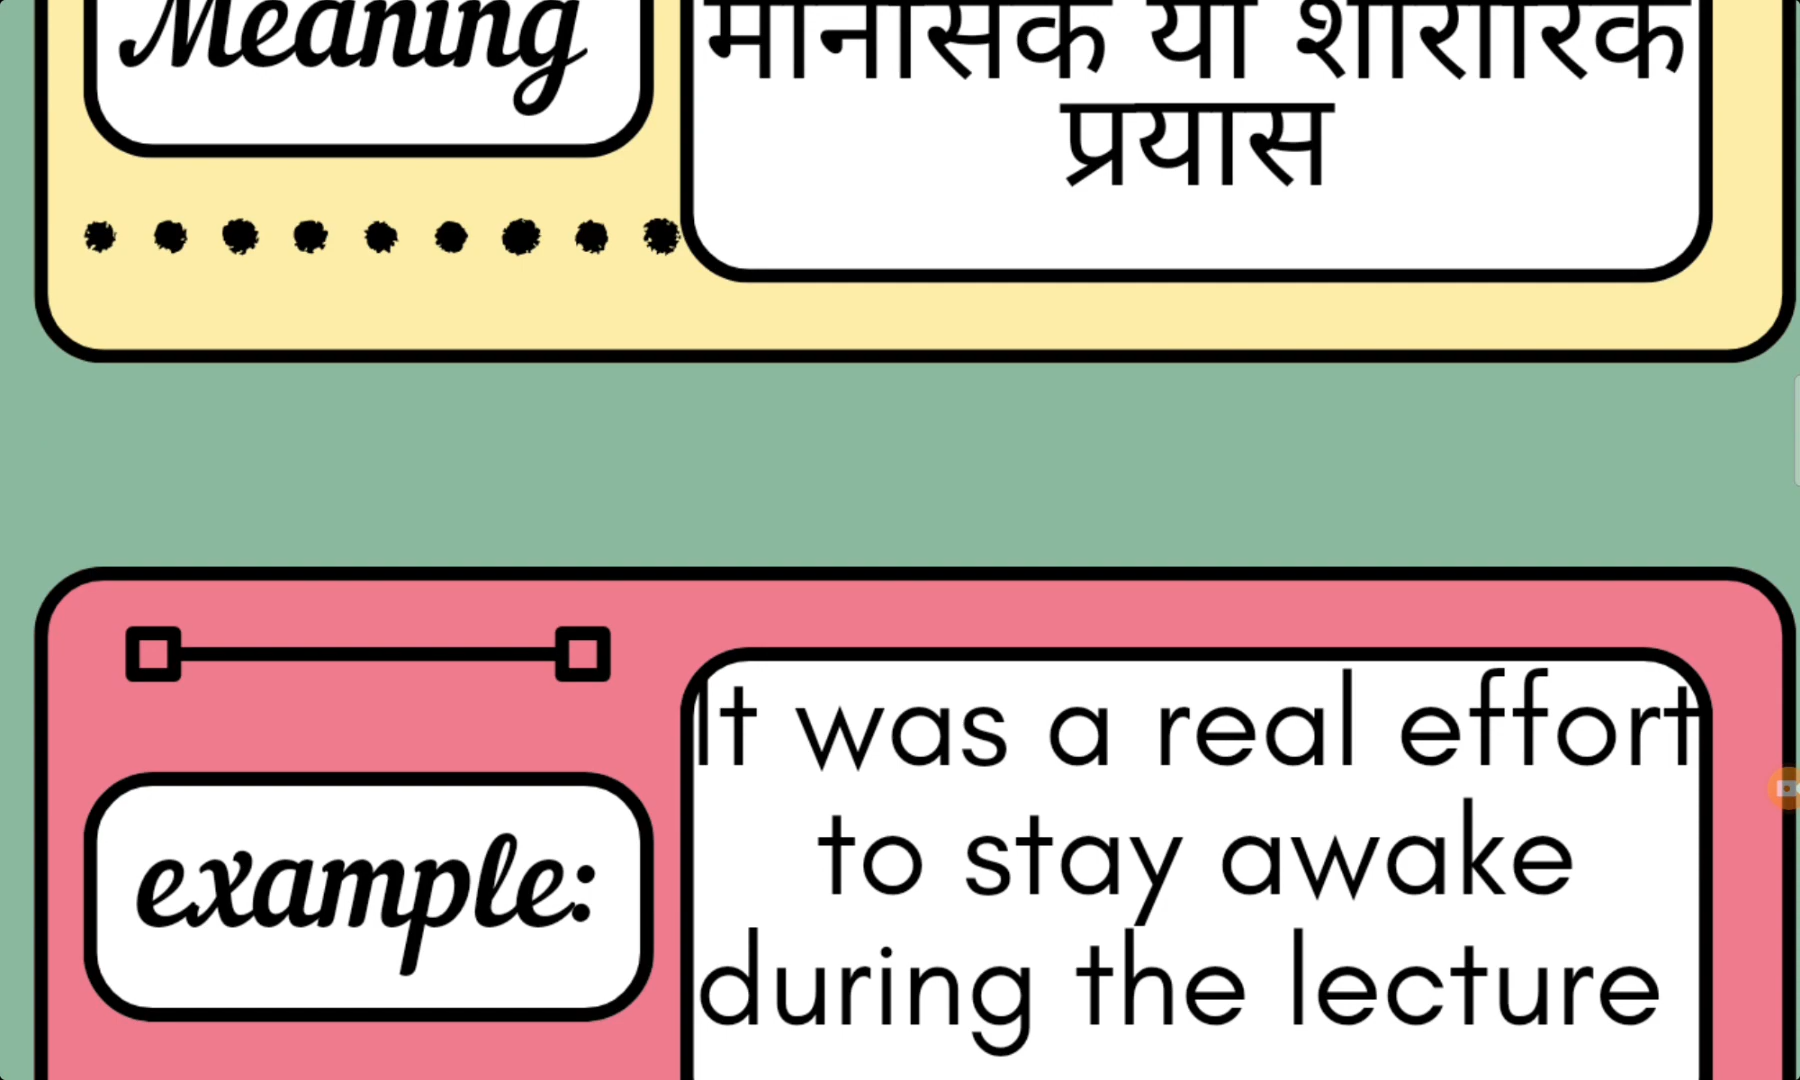 Meaning
मानसिक या शारीरिक
प्रयास
It was a real effort
to stay awake
during the lecture
example: